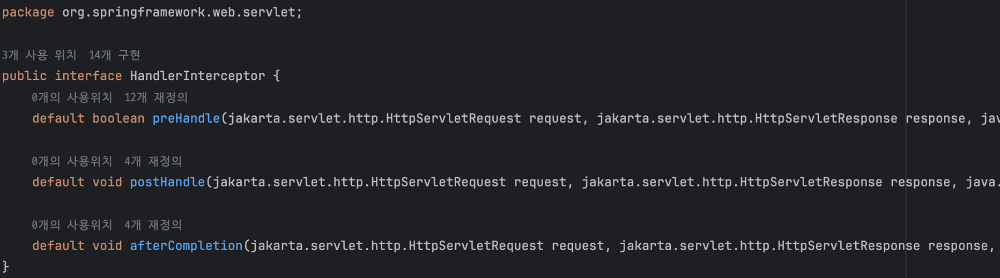 package org.springframework.web.servlet;
3개 사용 위치  14개 구현
public interface HandlerInterceptor {
0개의 사용위치  12개 재정의
default boolean preHandle(jakarta.servlet.http.HttpServletRequest request, jakarta.servlet.http.HttpServletResponse response, jav
0개의 사용위치  4개 재정의
default void postHandle(jakarta.servlet.http.HttpServletRequest request, jakarta.servlet.http.HttpServletResponse response, java.
0개의 사용위치  4개 재정의
default void afterCompletion(jakarta.servlet.http.HttpServletRequest request, jakarta.servlet.http.HttpServletResponse response,
}